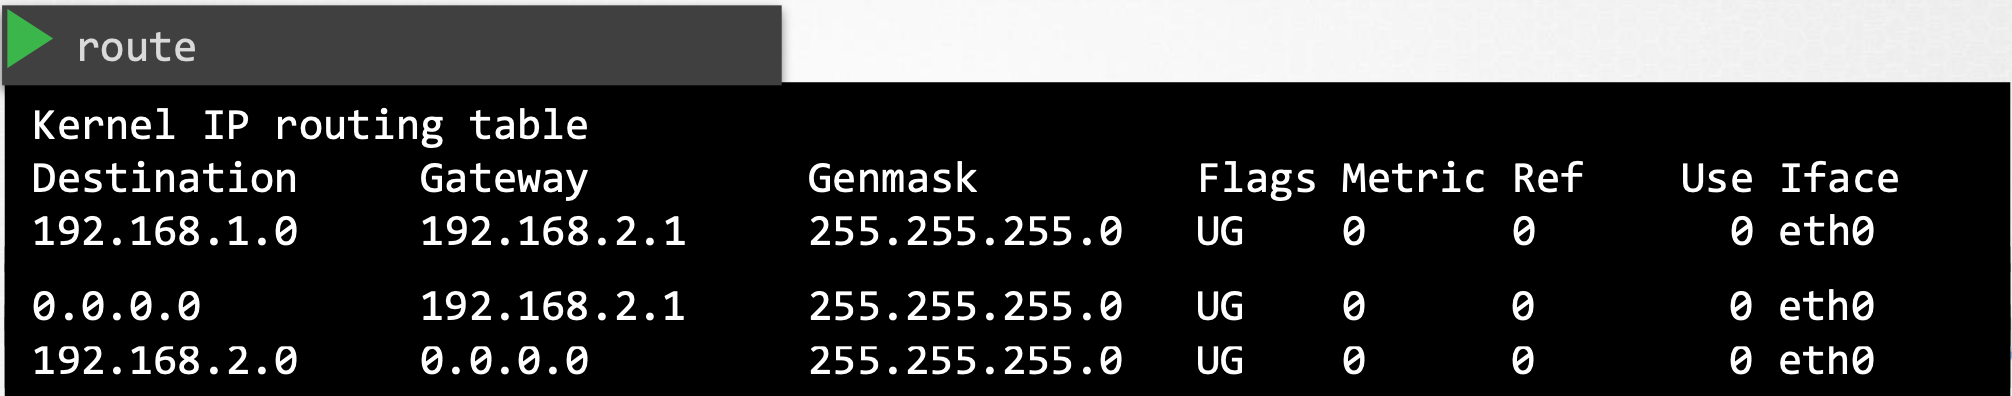 route
Kernel IP routing table
Destination Gateway Genmask Flags Metric Ref Use Iface
192.168.1.0 192.168.2.1 255.255.255.0 UG 0 0 0 eth0
0.0.0.0 192.168.2.1 255.255.255.0 UG 0 0 0 eth0
192.168.2.0 0.0.0.0 255.255.255.0 UG 0 0 0 eth0